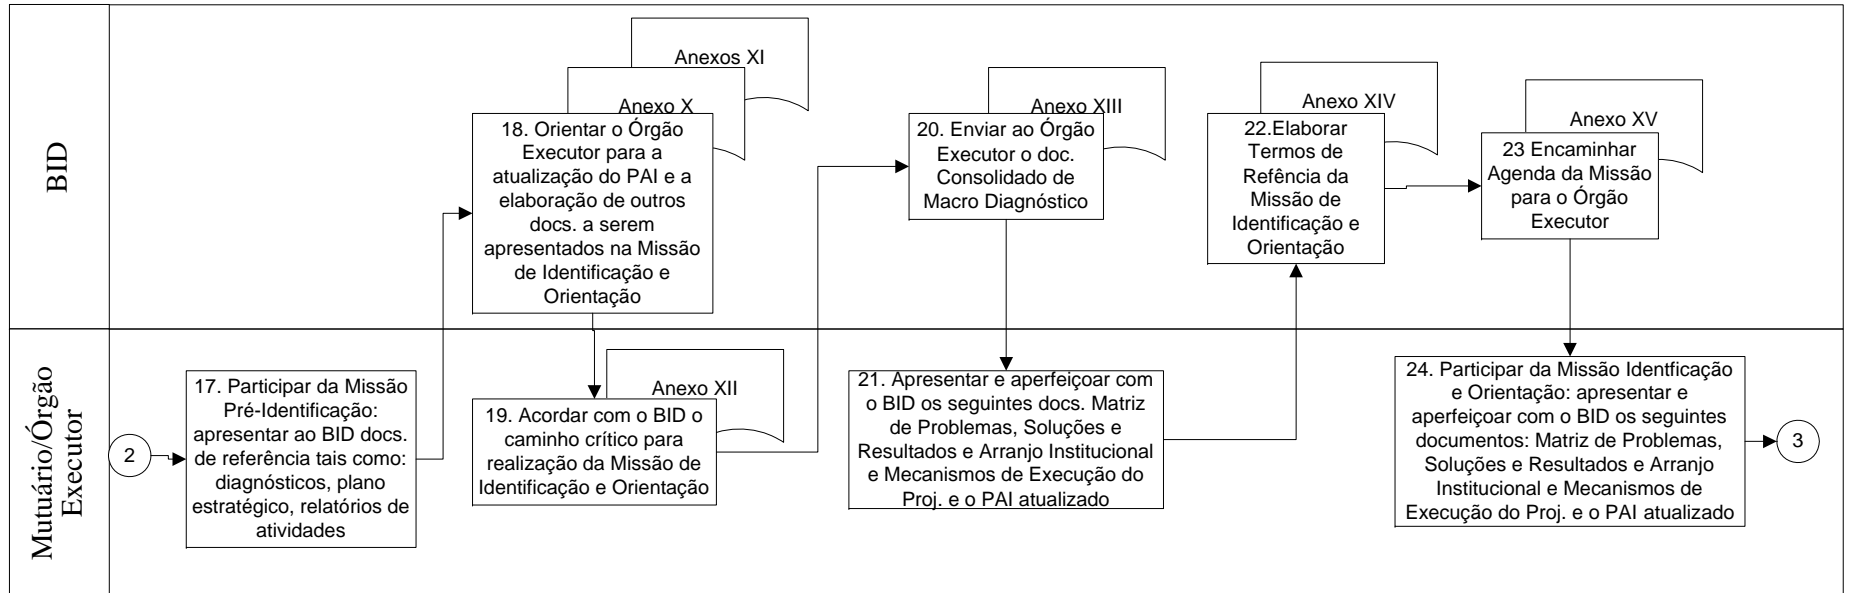 BID
Anexos XI
Anexo X
18. Orientar o Órgão
Executor para a
atualização do PAI e a
elaboração de outros
docs. a serem
apresentados na Missão
de Identificação e
Orientação
Anexo XIII
20. Enviar ao Órgão
Executor o doc.
Consolidado de
Macro Diagnóstico
Anexo XIV
22.Elaborar
Termos de
Refência da
Missão de
Identificação e
Orientação
Anexo XV
23 Encaminhar
Agenda da Missão
para o Órgão
Executor
Mutuário/Órgão
Executor
2
17. Participar da Missão
Pré-Identificação:
apresentar ao BID docs.
de referência tais como:
diagnósticos, plano
estratégico, relatórios de
atividades
Anexo XII
19. Acordar com o BID o
caminho crítico para
realização da Missão de
Identificação e Orientação
21. Apresentar e aperfeiçoar com
o BID os seguintes docs. Matriz
de Problemas, Soluções e
Resultados e Arranjo Institucional
e Mecanismos de Execução do
Proj. e o PAI atualizado
24. Participar da Missão Identficação
e Orientação: apresentar e
aperfeiçoar com o BID os seguintes
documentos: Matriz de Problemas,
Soluções e Resultados e Arranjo
Institucional e Mecanismos de
Execução do Proj. e o PAI atualizado
3